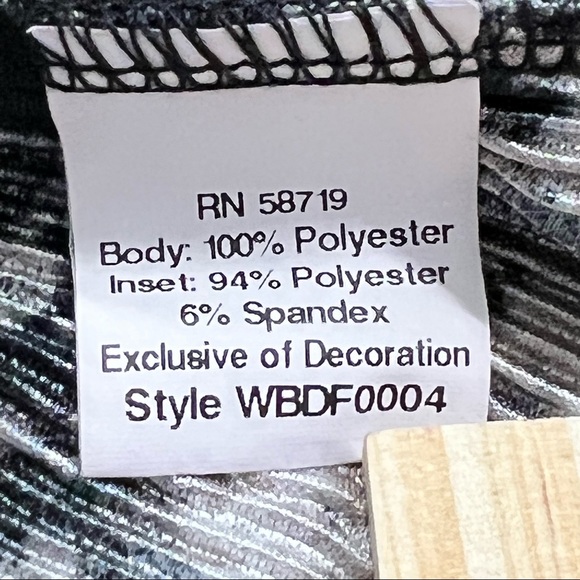 RN 58719
Body: 100% Polyester
Inset: 94% Polyester
6% Spandex
Exclusive of Decoration
Style WBDF0004